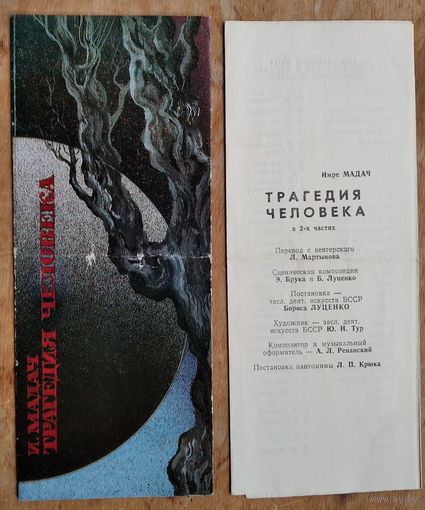 И. МАДАЧ
ТРАГЕДИЯ ЧЕЛОВЕКА
Имре МАДАЧ
ТРАГЕДИЯ
ЧЕЛОВЕКА
в 2-х частях
Перевод с венгерского
Л. Мартынова
Сценическая композиция
Э. Брука и Б. Луценко
Постановка —
засл. деят. искусств БССР
Бориса ЛУЦЕНКО
Художник — засл. деят.
искусств БССР Ю. Н. Тур
Композитор и музыкальный
оформитель — А. Л. Ренанский
Постановка пантомимы Л. П. Крюка